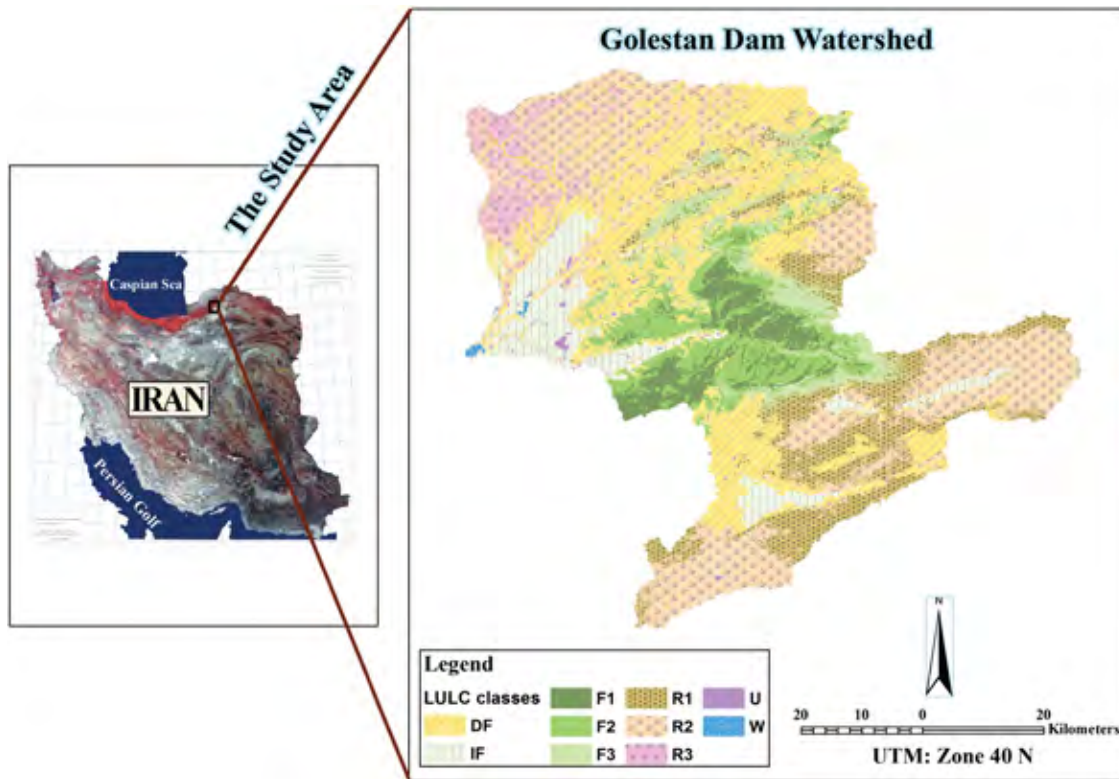 Golestan Dam Watershed
The Study Area
Caspian Sea
IRAN
Persian Golf
N
Legend
LULC classes
DF
IF
F1
F2
F3
R1
R2
R3
U
W
20 10 0 20
Kilometers
UTM: Zone 40 N